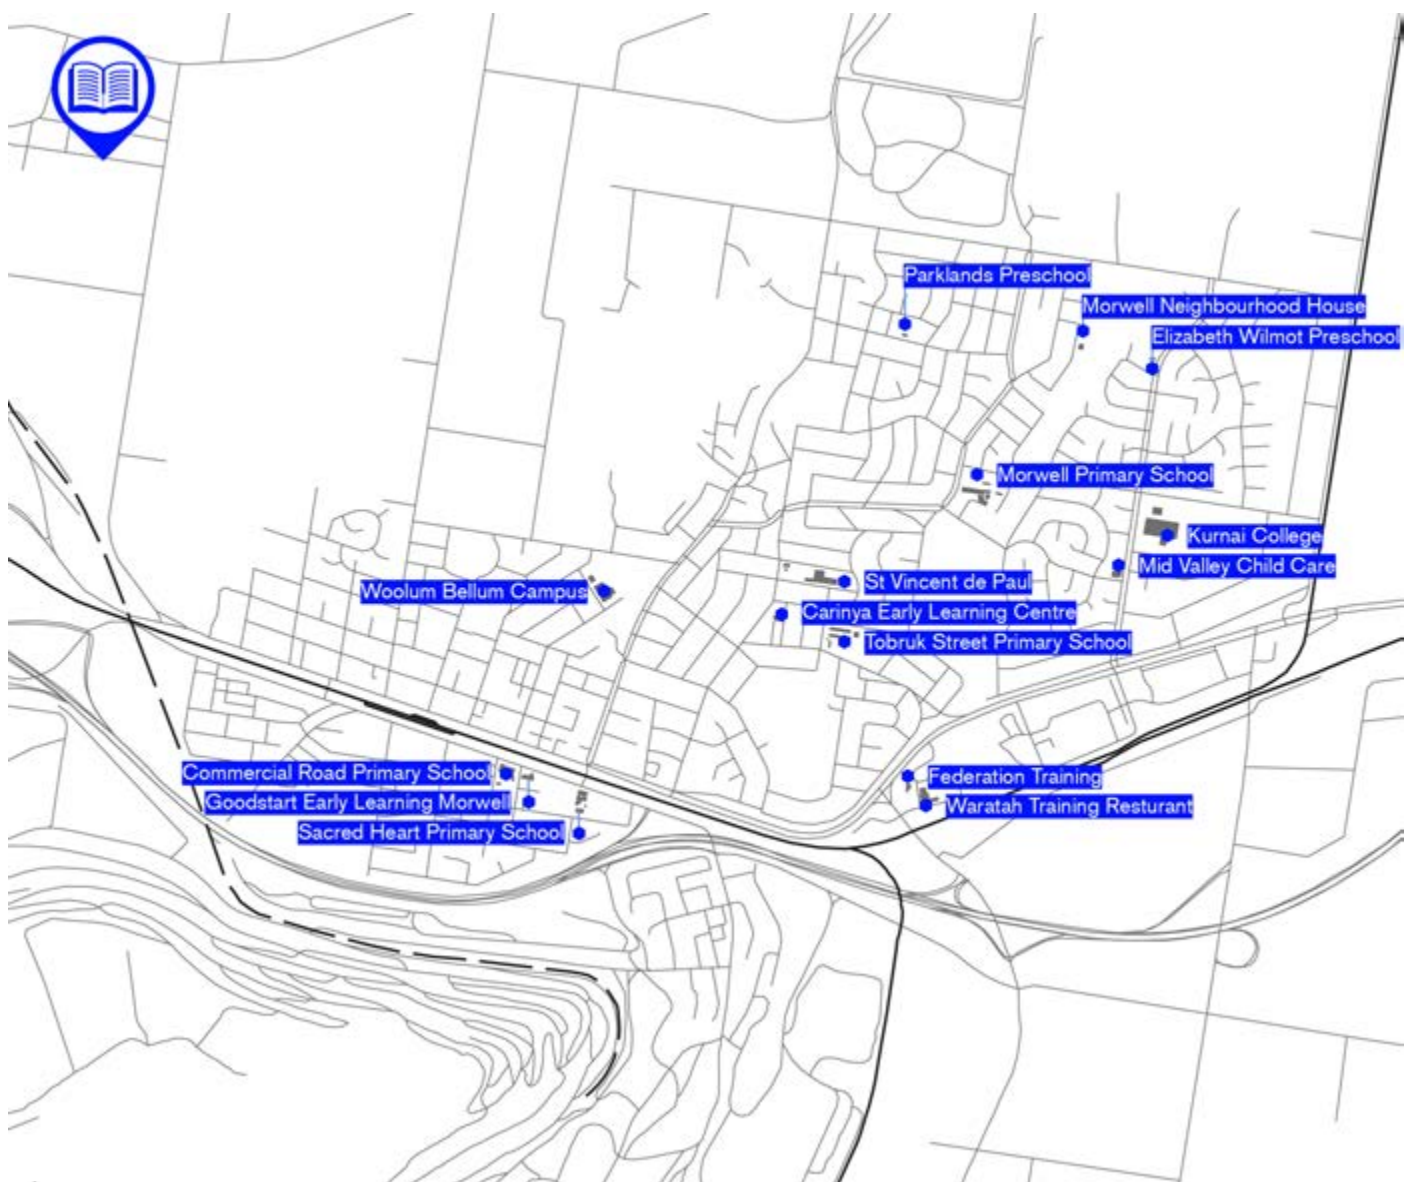 Parklands Preschool
Morwell Neighbourhood House
Elizabeth Wilmot Preschool
Morwell Primary School
Kurnai College
Mid Valley Child Care
St Vincent de Paul
Woolum Bellum Campus
Carinya Early Learning Centre
Tobruk Street Primary School
Commercial Road Primary School
Federation Training
Goodstart Early Learning Morwell
Waratah Training Resturant
Sacred Heart Primary School